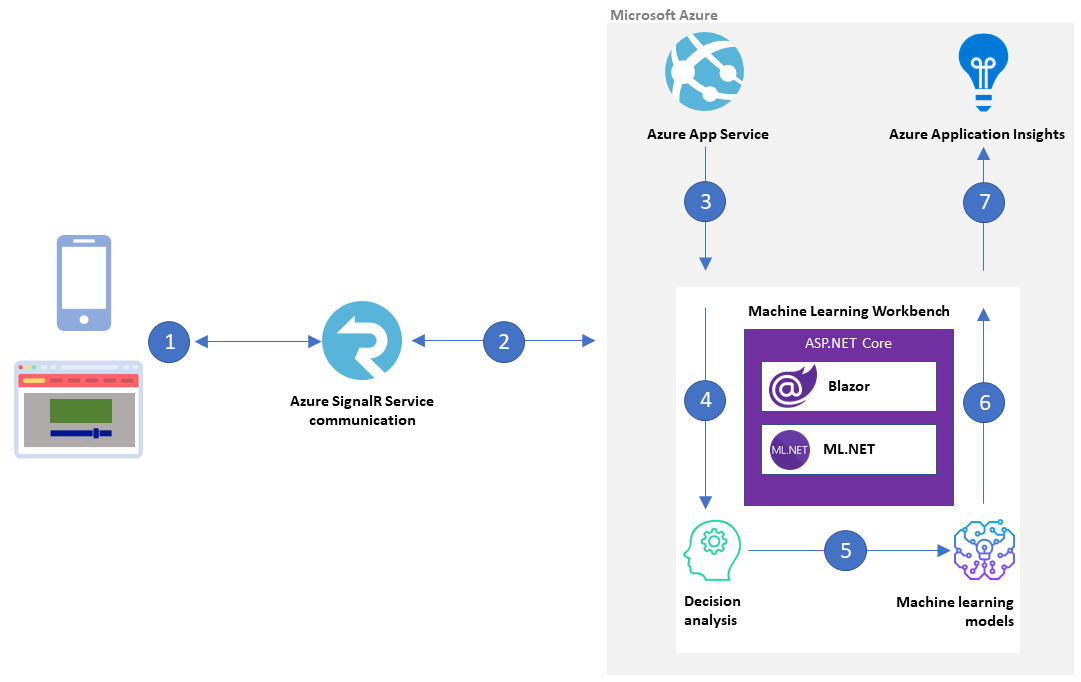 Microsoft Azure
Azure App Service
Azure Application Insights
3
7
1
2
Azure SignalR Service
communication
Machine Learning Workbench
ASP.NET Core
@
Blazor
ML.NET
ML.NET
4
6
5
Decision
analysis
Machine learning
models